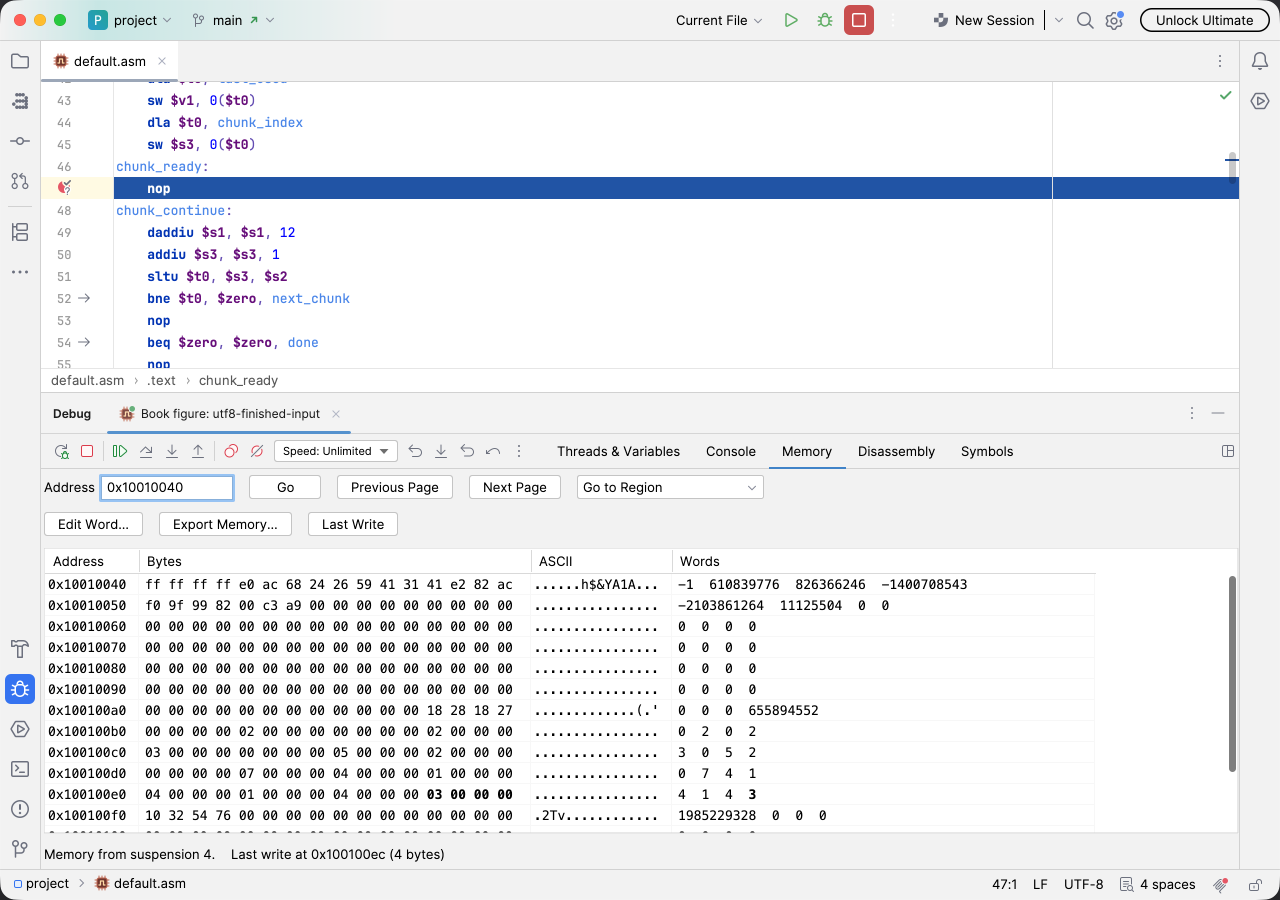 P project main Current File New Session Unlock Ultimate
default.asm
43 sw $v1, 0($t0)
44 dla $t0, chunk_index
45 sw $s3, 0($t0)
46 chunk_ready:
nop
48 chunk_continue:
49 daddiu $s1, $s1, 12
50 addiu $s3, $s3, 1
51 sltu $t0, $s3, $s2
52 bne $t0, $zero, next_chunk
53 nop
54 beq $zero, $zero, done
55 nop
default.asm › .text › chunk_ready
Debug Book figure: utf8-finished-input
Speed: Unlimited Threads & Variables Console Memory Disassembly Symbols
Address 0x10010040 Go Previous Page Next Page Go to Region
Edit Word... Export Memory... Last Write
Address Bytes ASCII Words
0x10010040 ff ff ff ff e0 ac 68 24 26 59 41 31 41 e2 82 ac ......h$&YA1A... −1 610839776 826366246 −1400708543
0x10010050 f0 9f 99 82 00 c3 a9 00 00 00 00 00 00 00 00 00 ................ −2103861264 11125504 0 0
0x10010060 00 00 00 00 00 00 00 00 00 00 00 00 00 00 00 00 ................ 0 0 0 0
0x10010070 00 00 00 00 00 00 00 00 00 00 00 00 00 00 00 00 ................ 0 0 0 0
0x10010080 00 00 00 00 00 00 00 00 00 00 00 00 00 00 00 00 ................ 0 0 0 0
0x10010090 00 00 00 00 00 00 00 00 00 00 00 00 00 00 00 00 ................ 0 0 0 0
0x100100a0 00 00 00 00 00 00 00 00 00 00 00 00 18 28 18 27 .............(.' 0 0 0 655894552
0x100100b0 00 00 00 00 02 00 00 00 00 00 00 00 02 00 00 00 ................ 0 2 0 2
0x100100c0 03 00 00 00 00 00 00 00 05 00 00 00 02 00 00 00 ................ 3 0 5 2
0x100100d0 00 00 00 00 07 00 00 00 04 00 00 00 01 00 00 00 ................ 0 7 4 1
0x100100e0 04 00 00 00 01 00 00 00 04 00 00 00 03 00 00 00 ................ 4 1 4 3
0x100100f0 10 32 54 76 00 00 00 00 00 00 00 00 00 00 00 00 .2Tv............ 1985229328 0 0 0
Memory from suspension 4. Last write at 0x100100ec (4 bytes)
project › default.asm 47:1 LF UTF-8 4 spaces